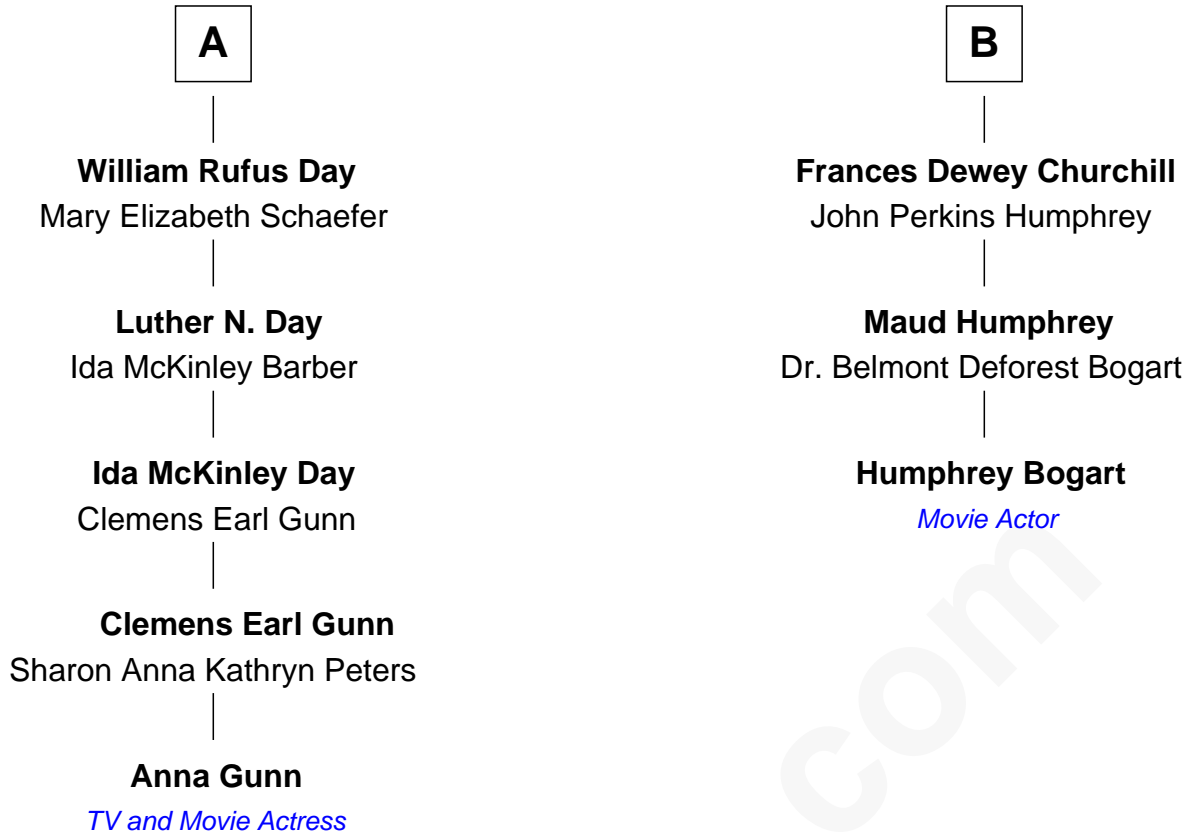 A
William Rufus Day
Mary Elizabeth Schaefer
Luther N. Day
Ida McKinley Barber
Ida McKinley Day
Clemens Earl Gunn
Clemens Earl Gunn
Sharon Anna Kathryn Peters
Anna Gunn
TV and Movie Actress
B
Frances Dewey Churchill
John Perkins Humphrey
Maud Humphrey
Dr. Belmont Deforest Bogart
Humphrey Bogart
Movie Actor
com